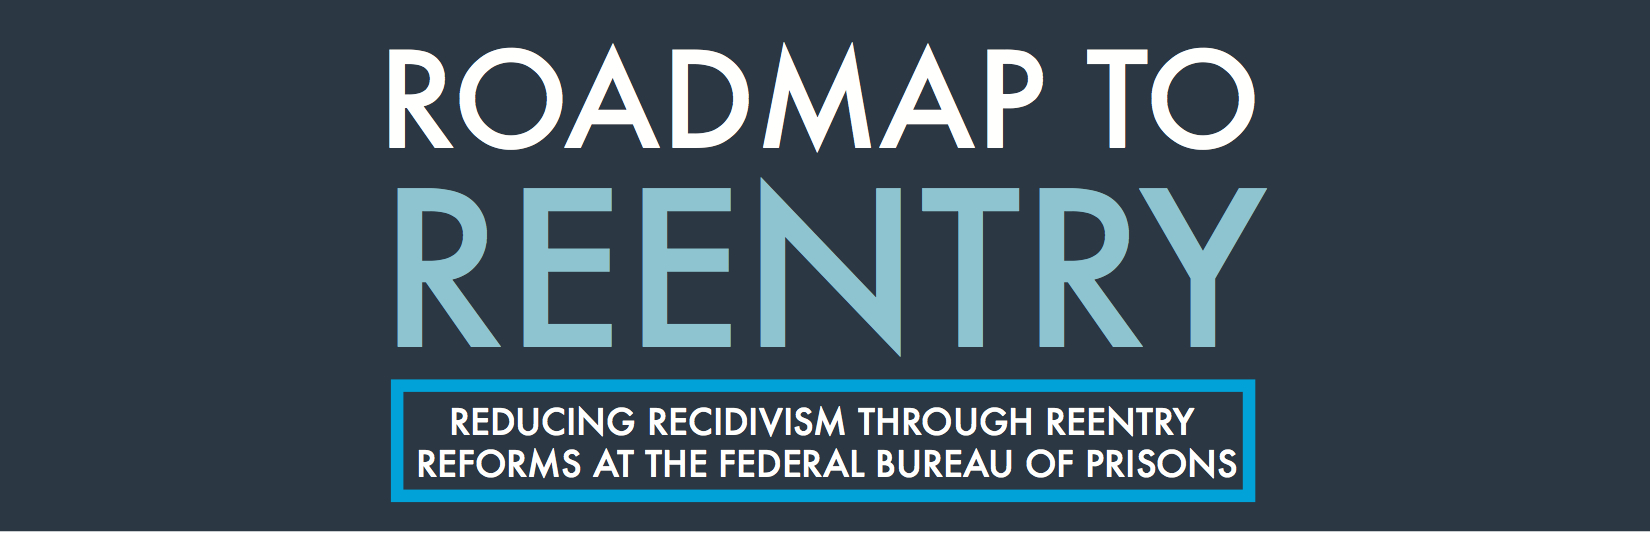 ROADMAP TO
REENTRY
REDUCING RECIDIVISM THROUGH REENTRY
REFORMS AT THE FEDERAL BUREAU OF PRISONS